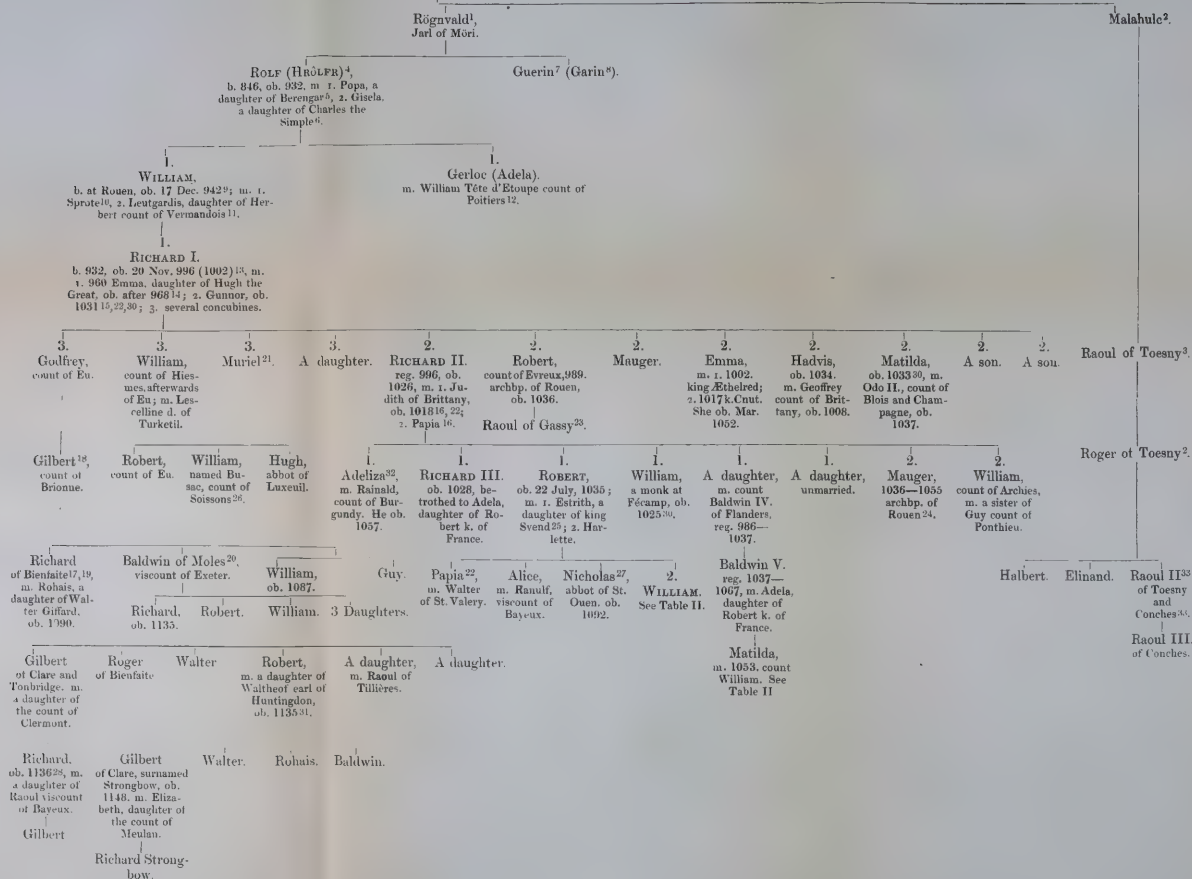 Rögnvald¹,
Jarl of Möri.
Malahulc².
ROLF (HRÔLFR)⁴,
b. 846, ob. 932, m 1. Popa, a
daughter of Berengar⁵, 2. Gisela,
a daughter of Charles the
Simple⁶.
Guerin⁷ (Garin⁸).
1.
WILLIAM,
b. at Rouen, ob. 17 Dec. 942⁹; m. 1.
Sprote¹⁰, 2. Leutgardis, daughter of Her-
bert count of Vermandois¹¹.
1.
Gerloc (Adela).
m. William Tête d'Etoupe count of
Poitiers¹².
1.
RICHARD I.
b. 932, ob. 20 Nov. 996 (1002)¹³, m.
1. 960 Emma, daughter of Hugh the
Great, ob. after 968¹⁴; 2. Gunnor, ob.
1031¹⁵,²²,³⁰; 3. several concubines.
3.
Godfrey,
count of Eu.
3.
William,
count of Hies-
mes, afterwards
of Eu; m. Les-
celline d. of
Turketil.
3.
Muriel²¹.
3.
A daughter.
2.
RICHARD II.
reg. 996, ob.
1026, m. 1. Ju-
dith of Brittany,
ob. 1018¹⁶,²²;
2. Papia¹⁶.
2.
Robert,
count of Evreux, 989.
archbp. of Rouen,
ob. 1036.
Raoul of Gassy²³.
2.
Mauger.
2.
Emma,
m. 1. 1002.
king Æthelred;
2. 1017 k. Cnut.
She ob. Mar.
1052.
2.
Hadvis,
ob. 1034.
m. Geoffrey
count of Brit-
tany, ob. 1008.
2.
Matilda,
ob. 1033³⁰, m.
Odo II., count of
Blois and Cham-
pagne, ob.
1037.
2.
A son.
2.
A son.
Raoul of Toesny³.
Gilbert¹⁸,
count of
Brionne.
Robert,
count of Eu.
William,
named Bu-
sac, count of
Soissons²⁶.
Hugh,
abbot of
Luxeuil.
1.
Adeliza³²,
m. Rainald,
count of Bur-
gundy. He ob.
1057.
1.
RICHARD III.
ob. 1028, be-
trothed to Adela,
daughter of Ro-
bert k. of
France.
1.
ROBERT,
ob. 22 July, 1035;
m. 1. Estrith, a
daughter of king
Svend²⁵; 2. Har-
lette.
1.
William,
a monk at
Fécamp, ob.
1025³⁰.
1.
A daughter,
m. count
Baldwin IV.
of Flanders,
reg. 986—
1037.
1.
A daughter,
unmarried.
2.
Mauger,
1036—1055
archbp. of
Rouen²⁴.
2.
William,
count of Archies,
m. a sister of
Guy count of
Ponthieu.
Roger of Toesny².
Richard
of Bienfaite¹⁷,¹⁹,
m. Rohais, a
daughter of Wal-
ter Giffard.
ob. 1090.
Baldwin of Moles²⁰,
viscount of Exeter.
Richard,
ob. 1135.
Robert.
William.
3 Daughters.
William,
ob. 1087.
Guy.
Papia²²,
m. Walter
of St. Valery.
Alice,
m. Ranulf,
viscount of
Bayeux.
Nicholas²⁷,
abbot of St.
Ouen. ob.
1092.
2.
WILLIAM.
See Table II.
Baldwin V.
reg. 1037—
1067, m. Adela,
daughter of
Robert k. of
France.
Matilda,
m. 1053. count
William. See
Table II
Halbert.
Elinand.
Raoul II³³
of Toesny
and
Conches³³.
Raoul III.
of Conches.
Gilbert
of Clare and
Tonbridge. m.
a daughter of
the count of
Clermont.
Roger
of Bienfaite
Walter
Robert,
m. a daughter of
Waltheof earl of
Huntingdon,
ob. 1135³¹.
A daughter,
m. Raoul of
Tillières.
A daughter.
Richard,
ob. 1136²⁸, m.
a daughter of
Raoul viscount
of Bayeux.
Gilbert
Gilbert
of Clare, surnamed
Strongbow, ob.
1148. m. Eliza-
beth, daughter of
the count of
Meulan.
Richard Strong-
bow.
Walter.
Rohais.
Baldwin.